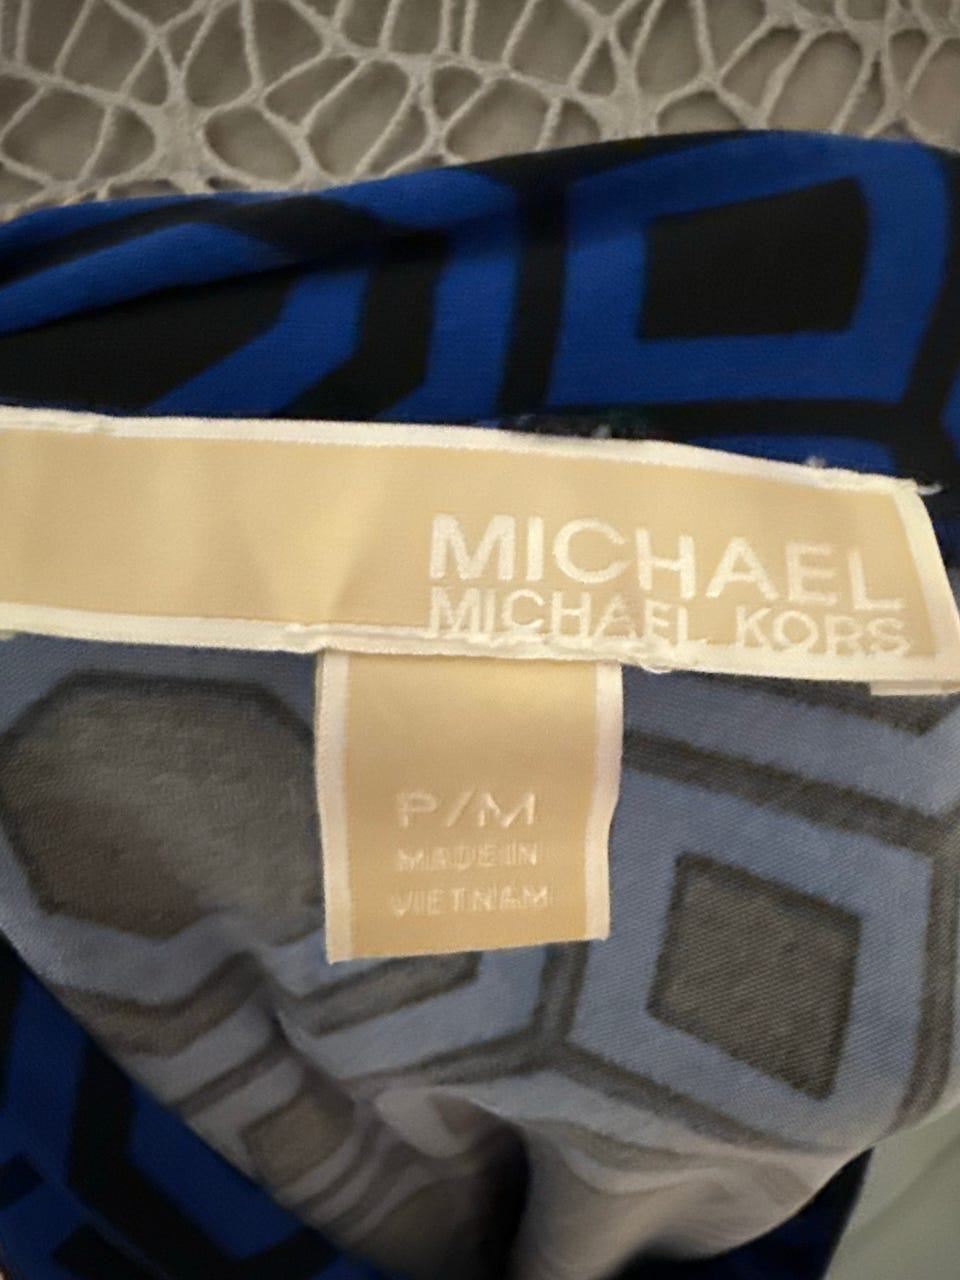 MICHAEL
MICHAEL KORS
P/M
MADE IN
VIETNAM